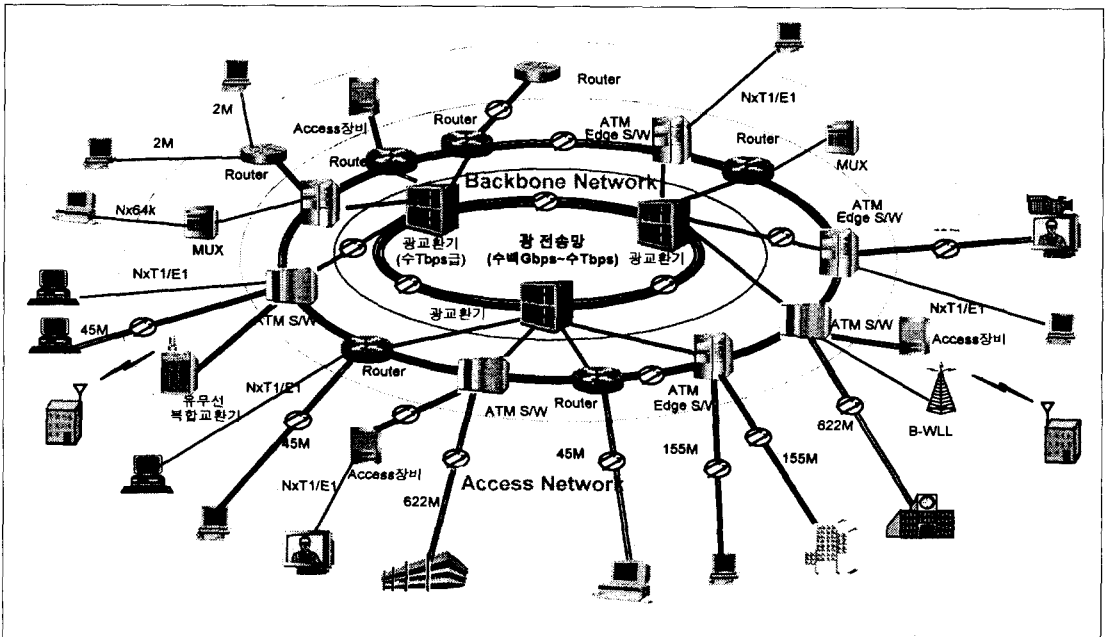 Router
NxT1/E1
2M
Access장비
Router
ATM
Edge S/W
Router
2M
Router
Router
MUX
Backbone Network
Nx64k
MUX
ATM
Edge S/W
광교환기
(수Tbps급)
광 전송망
(수백Gbps~수Tbps)
광교환기
NxT1/E1
NxT1/E1
45M
ATM S/W
광교환기
ATM S/W
Access장비
유무선
복합교환기
NxT1/E1
Router
ATM S/W
Router
ATM
Edge S/W
622M
B-WLL
45M
Access장비
NxT1/E1
622M
Access Network
45M
155M
155M